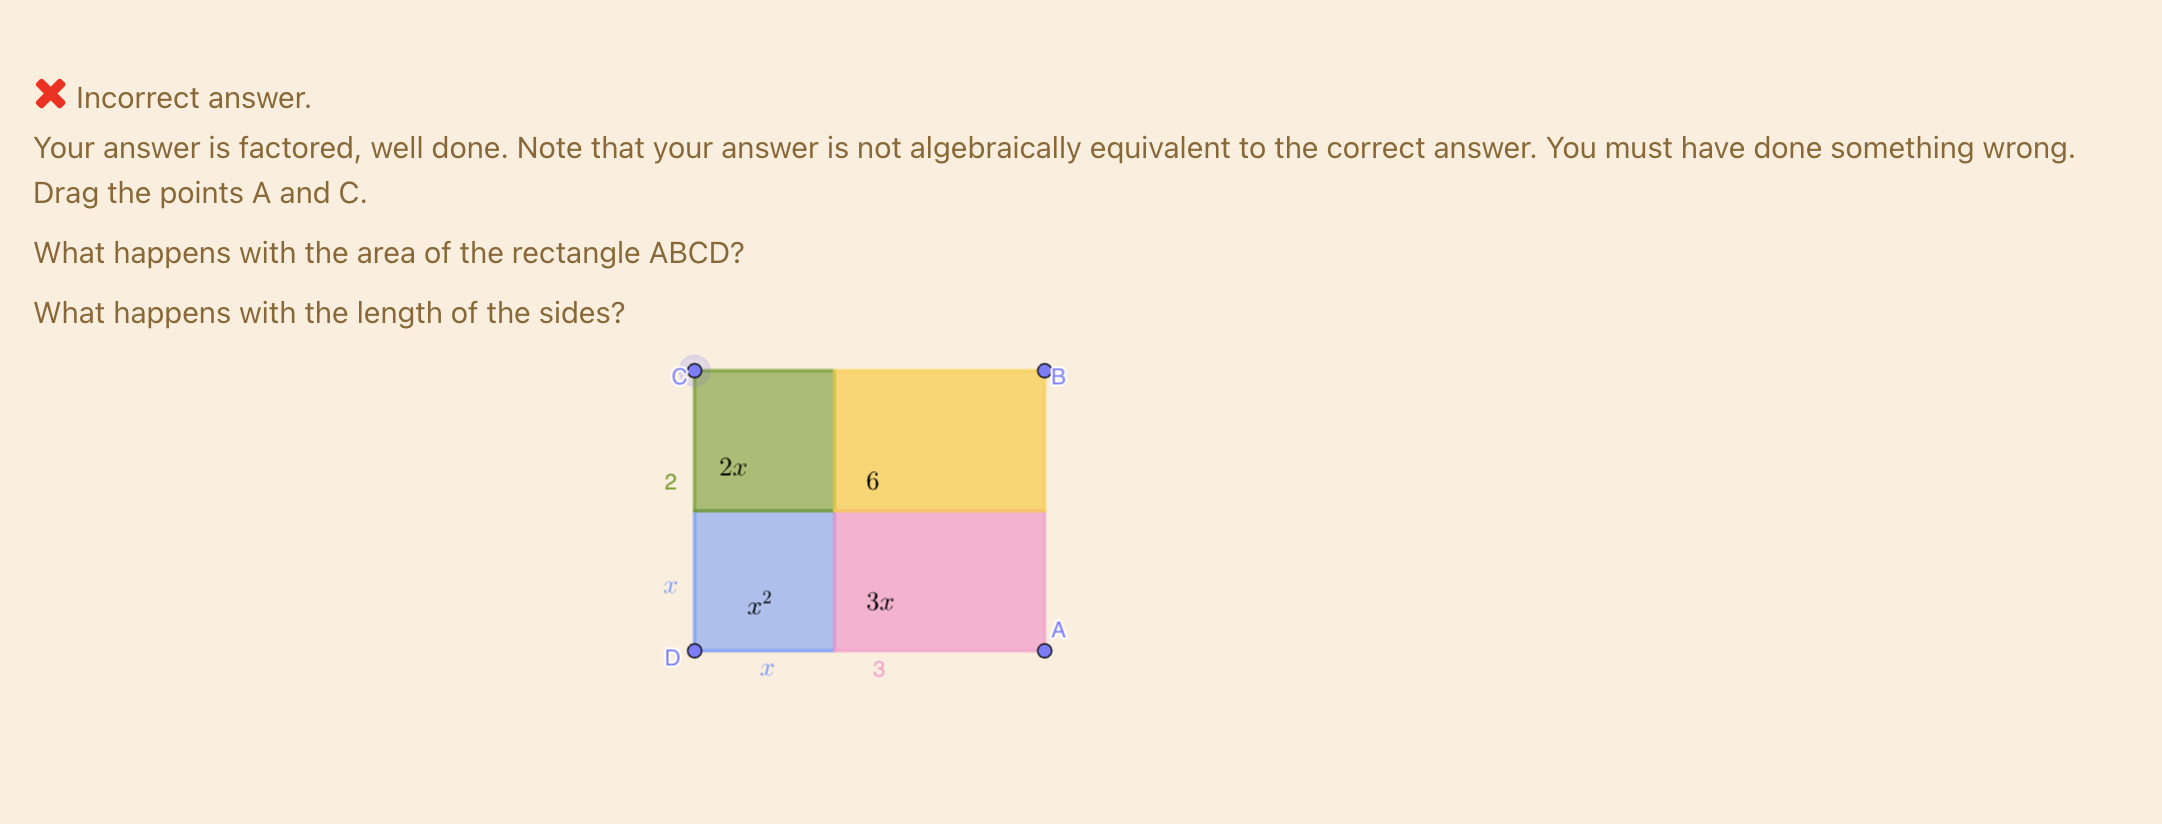 ❌ Incorrect answer.
Your answer is factored, well done. Note that your answer is not algebraically equivalent to the correct answer. You must have done something wrong.
Drag the points A and C.
What happens with the area of the rectangle ABCD?
What happens with the length of the sides?
C B
2x
2 6
x
x² 3x
A
D
x 3